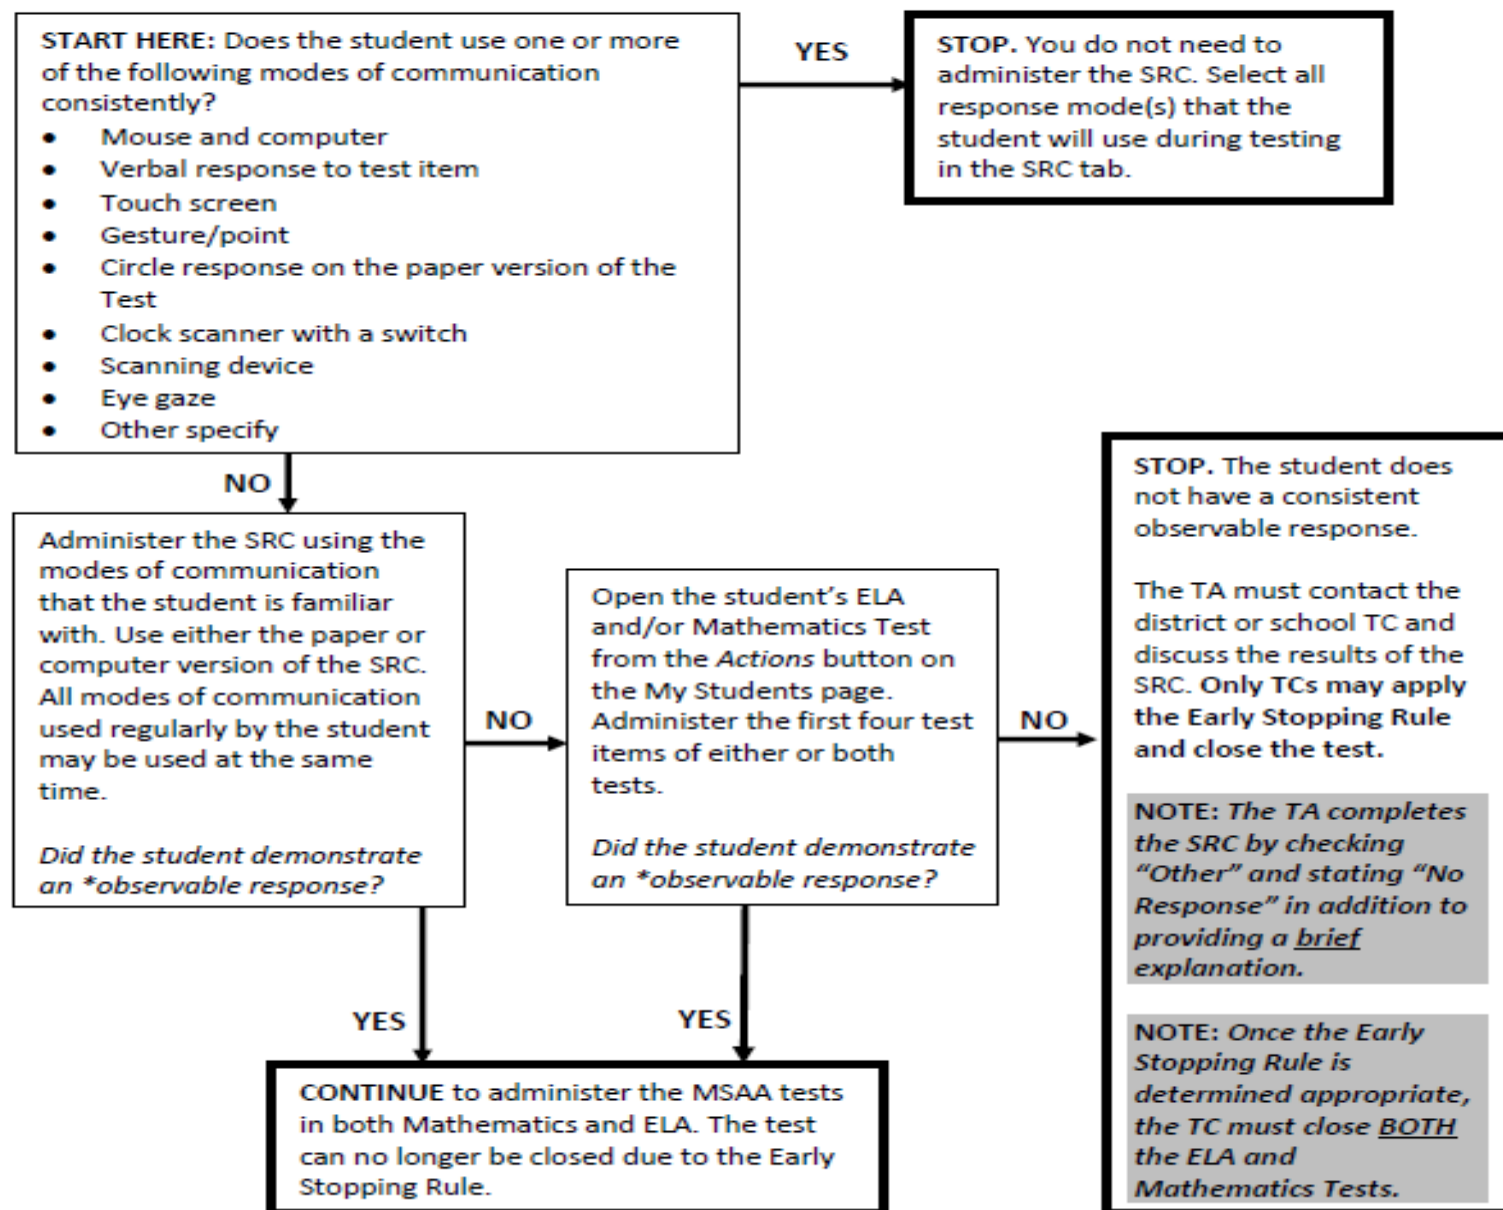 START HERE: Does the student use one or more
of the following modes of communication
consistently?
• Mouse and computer
• Verbal response to test item
• Touch screen
• Gesture/point
• Circle response on the paper version of the
Test
• Clock scanner with a switch
• Scanning device
• Eye gaze
• Other specify
YES
STOP. You do not need to
administer the SRC. Select all
response mode(s) that the
student will use during testing
in the SRC tab.
NO
Administer the SRC using the
modes of communication
that the student is familiar
with. Use either the paper or
computer version of the SRC.
All modes of communication
used regularly by the student
may be used at the same
time.
Did the student demonstrate
an *observable response?
NO
Open the student's ELA
and/or Mathematics Test
from the Actions button on
the My Students page.
Administer the first four test
items of either or both
tests.
Did the student demonstrate
an *observable response?
NO
STOP. The student does
not have a consistent
observable response.
The TA must contact the
district or school TC and
discuss the results of the
SRC. Only TCs may apply
the Early Stopping Rule
and close the test.
NOTE: The TA completes
the SRC by checking
“Other” and stating “No
Response” in addition to
providing a brief
explanation.
NOTE: Once the Early
Stopping Rule is
determined appropriate,
the TC must close BOTH
the ELA and
Mathematics Tests.
YES
YES
CONTINUE to administer the MSAA tests
in both Mathematics and ELA. The test
can no longer be closed due to the Early
Stopping Rule.